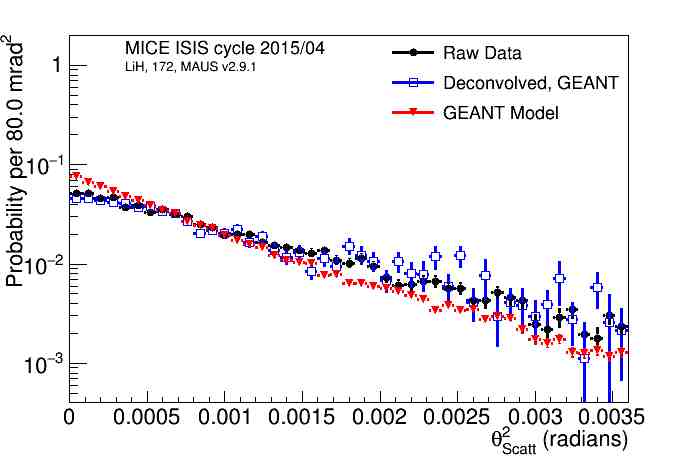 MICE ISIS cycle 2015/04
LiH, 172, MAUS v2.9.1
Raw Data
Deconvolved, GEANT
GEANT Model
Probability per 80.0 mrad²
1
10⁻¹
10⁻²
10⁻³
0 0.0005 0.001 0.0015 0.002 0.0025 0.003 0.0035
θ²Scatt (radians)